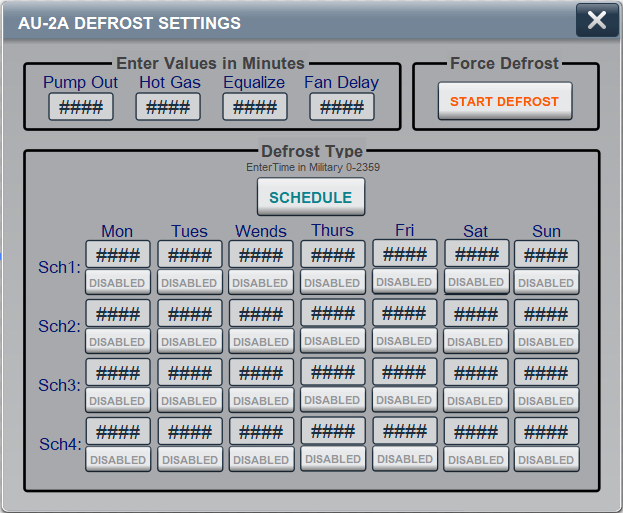 AU-2A DEFROST SETTINGS
Enter Values in Minutes
Pump Out Hot Gas Equalize Fan Delay
#### #### #### ####
Force Defrost
START DEFROST
Defrost Type
EnterTime in Military 0-2359
SCHEDULE
Mon Tues Wends Thurs Fri Sat Sun
Sch1: #### #### #### #### #### #### ####
DISABLED DISABLED DISABLED DISABLED DISABLED DISABLED DISABLED
Sch2: #### #### #### #### #### #### ####
DISABLED DISABLED DISABLED DISABLED DISABLED DISABLED DISABLED
Sch3: #### #### #### #### #### #### ####
DISABLED DISABLED DISABLED DISABLED DISABLED DISABLED DISABLED
Sch4: #### #### #### #### #### #### ####
DISABLED DISABLED DISABLED DISABLED DISABLED DISABLED DISABLED